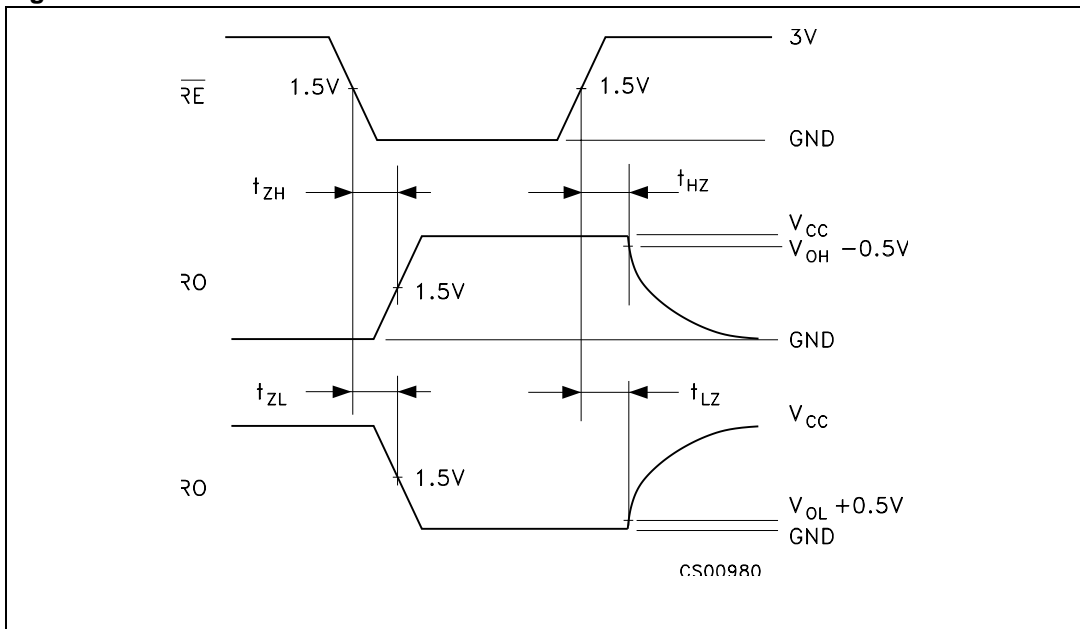 3V
1.5V
1.5V
RE
GND
tZH
tHZ
VCC
VOH −0.5V
RO
1.5V
GND
tZL
tLZ
VCC
1.5V
RO
VOL +0.5V
GND
CS00980